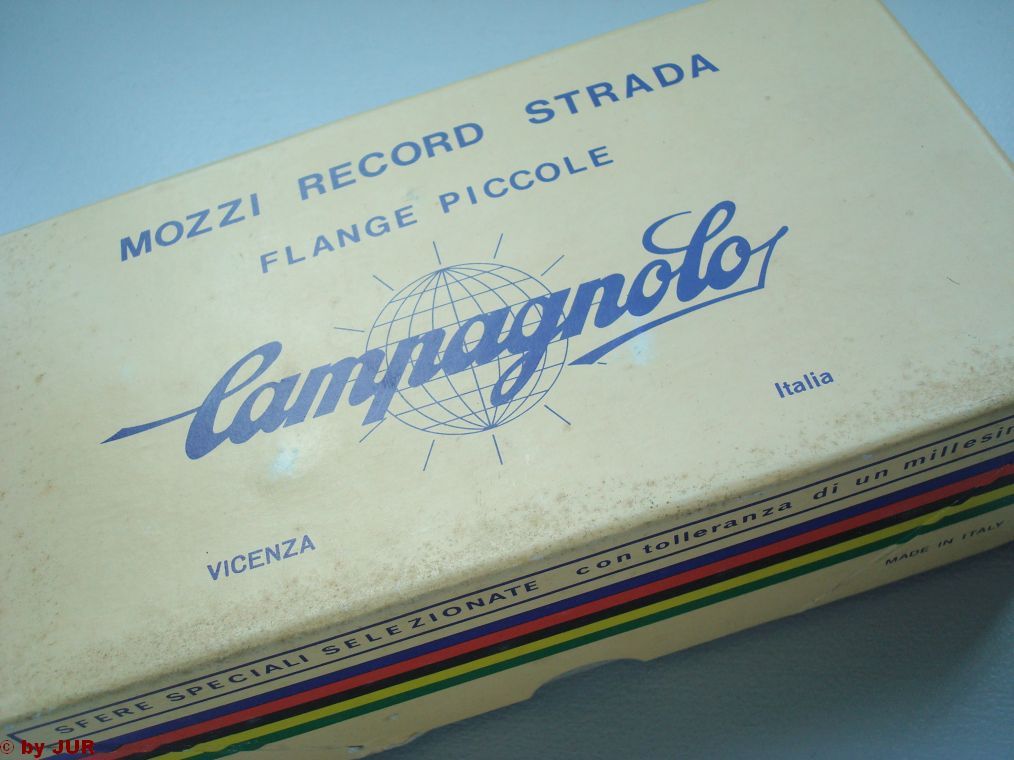 MOZZI RECORD STRADA
FLANGE PICCOLE
Campagnolo
Italia
VICENZA
SFERE SPECIALI SELEZIONATE con tolleranza di un millesim
MADE IN ITALY
© by JUR